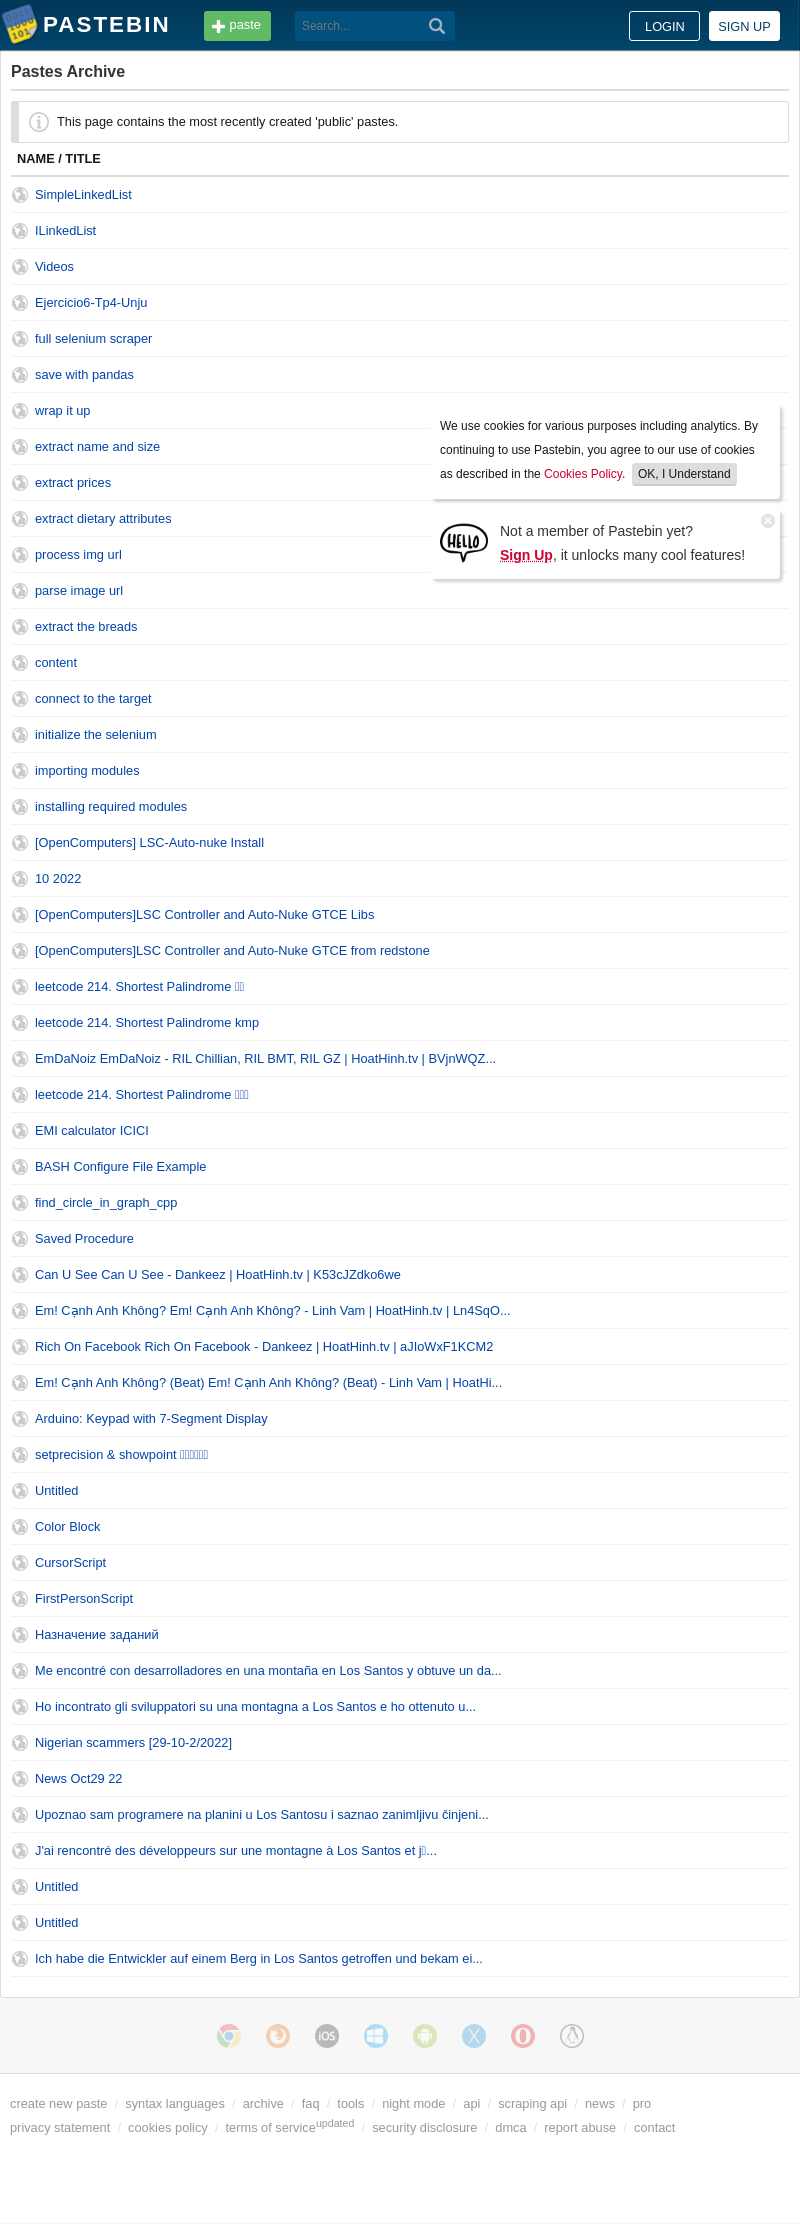 PASTEBIN
paste
Search...
LOGIN
SIGN UP
Pastes Archive
This page contains the most recently created 'public' pastes.
NAME / TITLE
SimpleLinkedList
ILinkedList
Videos
Ejercicio6-Tp4-Unju
full selenium scraper
save with pandas
wrap it up
extract name and size
extract prices
extract dietary attributes
process img url
parse image url
We use cookies for various purposes including analytics. By
continuing to use Pastebin, you agree to our use of cookies
as described in the Cookies Policy. OK, I Understand
HELLO
Not a member of Pastebin yet?
Sign Up, it unlocks many cool features!
extract the breads
content
connect to the target
initialize the selenium
importing modules
installing required modules
[OpenComputers] LSC-Auto-nuke Install
10 2022
[OpenComputers]LSC Controller and Auto-Nuke GTCE Libs
[OpenComputers]LSC Controller and Auto-Nuke GTCE from redstone
leetcode 214. Shortest Palindrome
leetcode 214. Shortest Palindrome kmp
EmDaNoiz EmDaNoiz - RIL Chillian, RIL BMT, RIL GZ | HoatHinh.tv | BVjnWQZ...
leetcode 214. Shortest Palindrome
EMI calculator ICICI
BASH Configure File Example
find_circle_in_graph_cpp
Saved Procedure
Can U See Can U See - Dankeez | HoatHinh.tv | K53cJZdko6we
Em! Cạnh Anh Không? Em! Cạnh Anh Không? - Linh Vam | HoatHinh.tv | Ln4SqO...
Rich On Facebook Rich On Facebook - Dankeez | HoatHinh.tv | aJIoWxF1KCM2
Em! Cạnh Anh Không? (Beat) Em! Cạnh Anh Không? (Beat) - Linh Vam | HoatHi...
Arduino: Keypad with 7-Segment Display
setprecision & showpoint
Untitled
Color Block
CursorScript
FirstPersonScript
Назначение заданий
Me encontré con desarrolladores en una montaña en Los Santos y obtuve un da...
Ho incontrato gli sviluppatori su una montagna a Los Santos e ho ottenuto u...
Nigerian scammers [29-10-2/2022]
News Oct29 22
Upoznao sam programere na planini u Los Santosu i saznao zanimljivu činjeni...
J'ai rencontré des développeurs sur une montagne à Los Santos et j...
Untitled
Untitled
Ich habe die Entwickler auf einem Berg in Los Santos getroffen und bekam ei...
iOS
create new paste / syntax languages / archive / faq / tools / night mode / api / scraping api / news / pro
privacy statement / cookies policy / terms of service updated / security disclosure / dmca / report abuse / contact